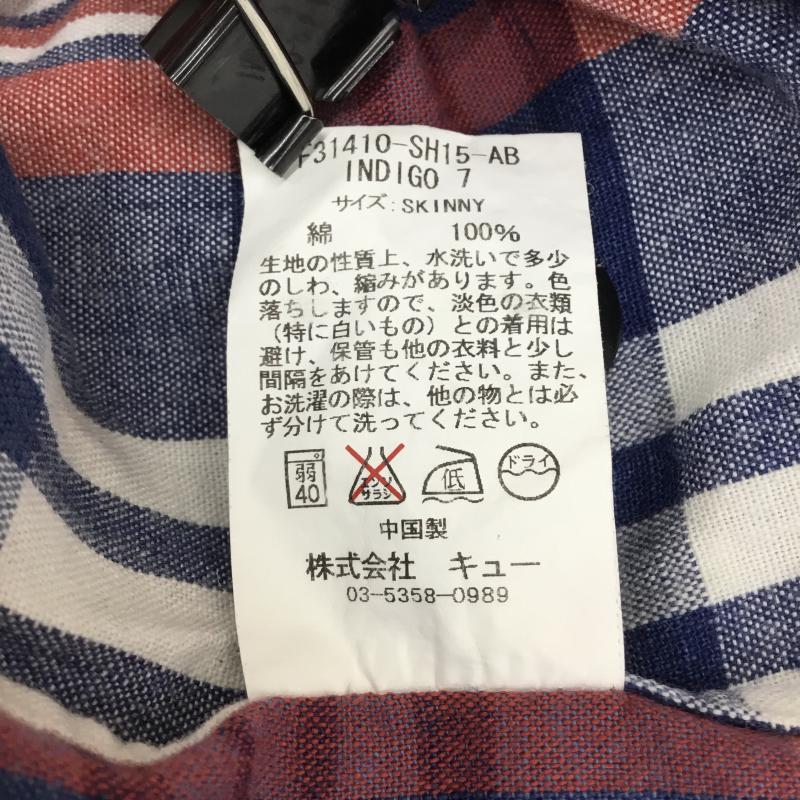 F31410-SH15-AB
INDIGO 7
サイズ:SKINNY
綿 100%
生地の性質上、水洗いで多少
のしわ、縮みがあります。色
落ちしますので、淡色の衣類
(特に白いもの)との着用は
避け、保管も他の衣料と少し
間隔をあけてください。また、
お洗濯の際は、他の物とは必
ず分けて洗ってください。
弱 40 エンソ サラシ 低 ドライ
中国製
株式会社 キュー
03-5358-0989